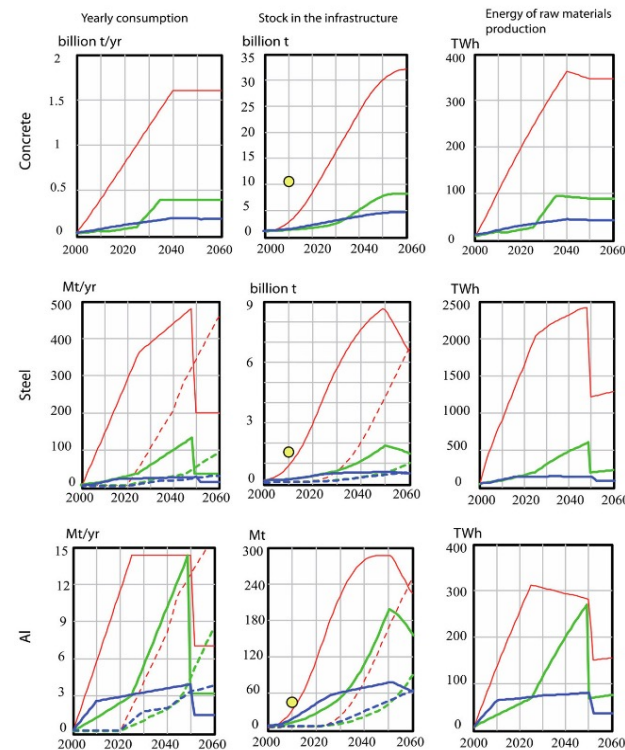 Yearly consumption
Stock in the infrastructure
Energy of raw materials
production
billion t/yr
billion t
TWh
Concrete
2
1.5
1
0.5
0
2000 2020 2040 2060
35
30
25
20
15
10
5
0
2000 2020 2040 2060
400
300
200
100
0
2000 2020 2040 2060
Mt/yr
billion t
TWh
Steel
500
400
300
200
100
0
2000 2020 2040 2060
9
6
3
0
2000 2020 2040 2060
2500
2000
1500
1000
500
0
2000 2020 2040 2060
Mt/yr
Mt
TWh
Al
15
12
9
6
3
0
2000 2020 2040 2060
300
240
180
120
60
0
2000 2020 2040 2060
400
300
200
100
0
2000 2020 2040 2060